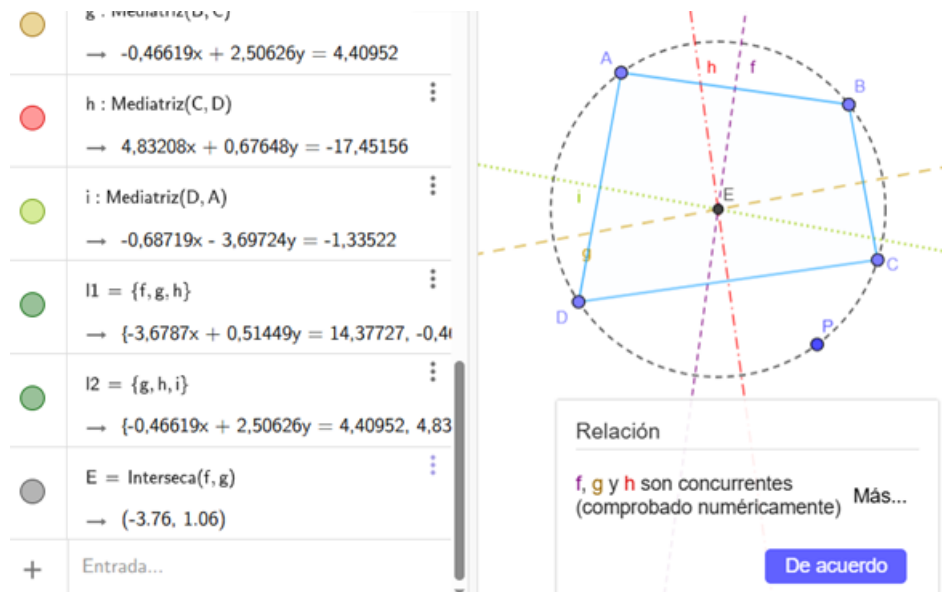 g : Mediatriz(B, C)
→ -0,46619x + 2,50626y = 4,40952
h : Mediatriz(C, D)
→ 4,83208x + 0,67648y = -17,45156
i : Mediatriz(D, A)
→ -0,68719x - 3,69724y = -1,33522
l1 = {f, g, h}
→ {-3,6787x + 0,51449y = 14,37727, -0,4
l2 = {g, h, i}
→ {-0,46619x + 2,50626y = 4,40952, 4,83
E = Interseca(f, g)
→ (-3.76, 1.06)
+ Entrada...
A
h
f
B
E
i
g
C
D
P
Relación
f, g y h son concurrentes
(comprobado numéricamente)
Más...
De acuerdo